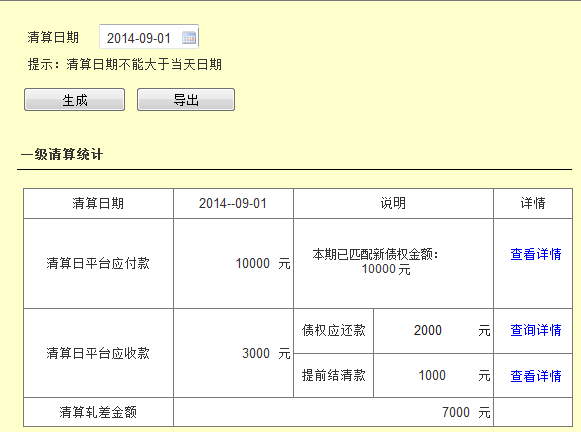 清算日期 2014-09-01
提示：清算日期不能大于当天日期
生成 导出
一级清算统计
清算日期 2014--09-01 说明 详情
清算日平台应付款 10000 元 本期已匹配新债权金额： 查看详情
10000 元
清算日平台应收款 3000 元 债权应还款 2000 元 查询详情
提前结清款 1000 元 查看详情
清算轧差金额 7000 元